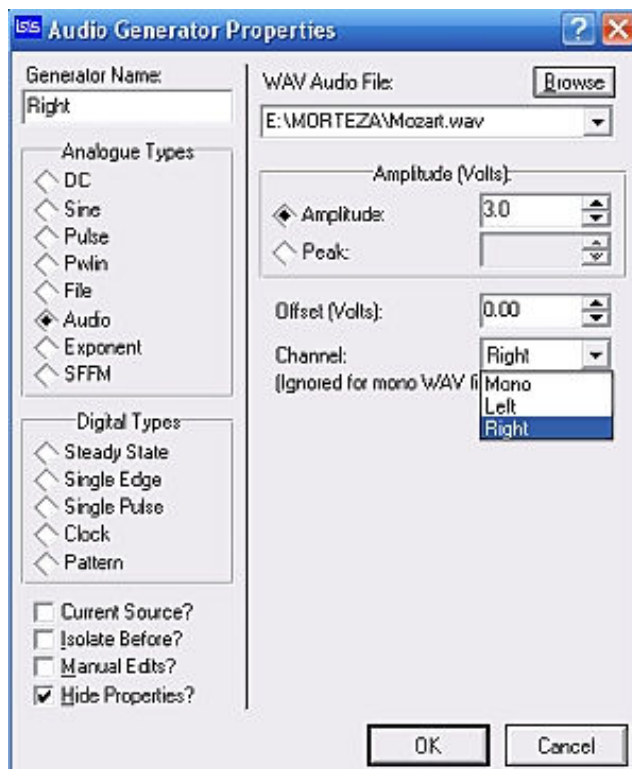 isis Audio Generator Properties
Generator Name:
Right
Analogue Types
DC
Sine
Pulse
Pwlin
File
Audio
Exponent
SFFM
Digital Types
Steady State
Single Edge
Single Pulse
Clock
Pattern
Current Source?
Isolate Before?
Manual Edits?
Hide Properties?
WAV Audio File:
Browse
E:\MORTEZA\Mozart.wav
Amplitude (Volts)
Amplitude:
3.0
Peak:
Offset (Volts):
0.00
Channel:
Right
(Ignored for mono WAV fi
Mono
Left
Right
OK
Cancel